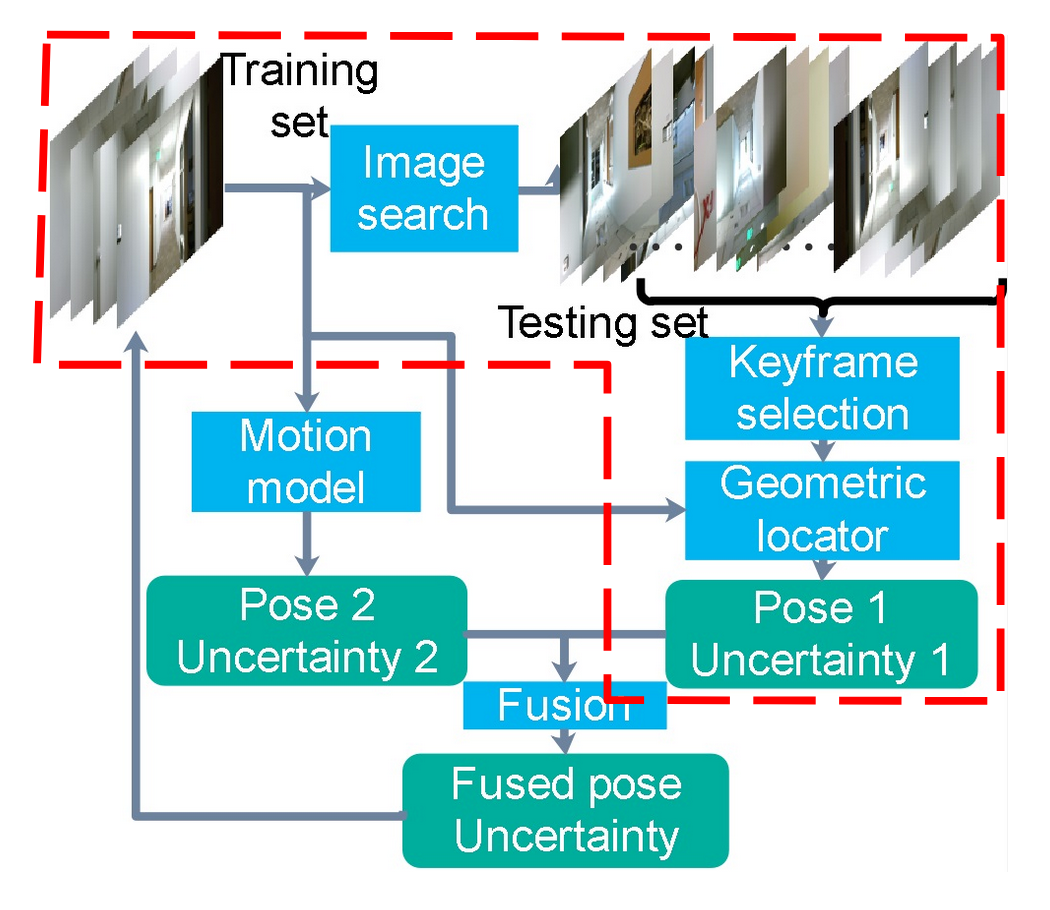 Training
set
Image
search
Testing set
Keyframe
selection
Motion
model
Geometric
locator
Pose 2
Uncertainty 2
Pose 1
Uncertainty 1
Fusion
Fused pose
Uncertainty